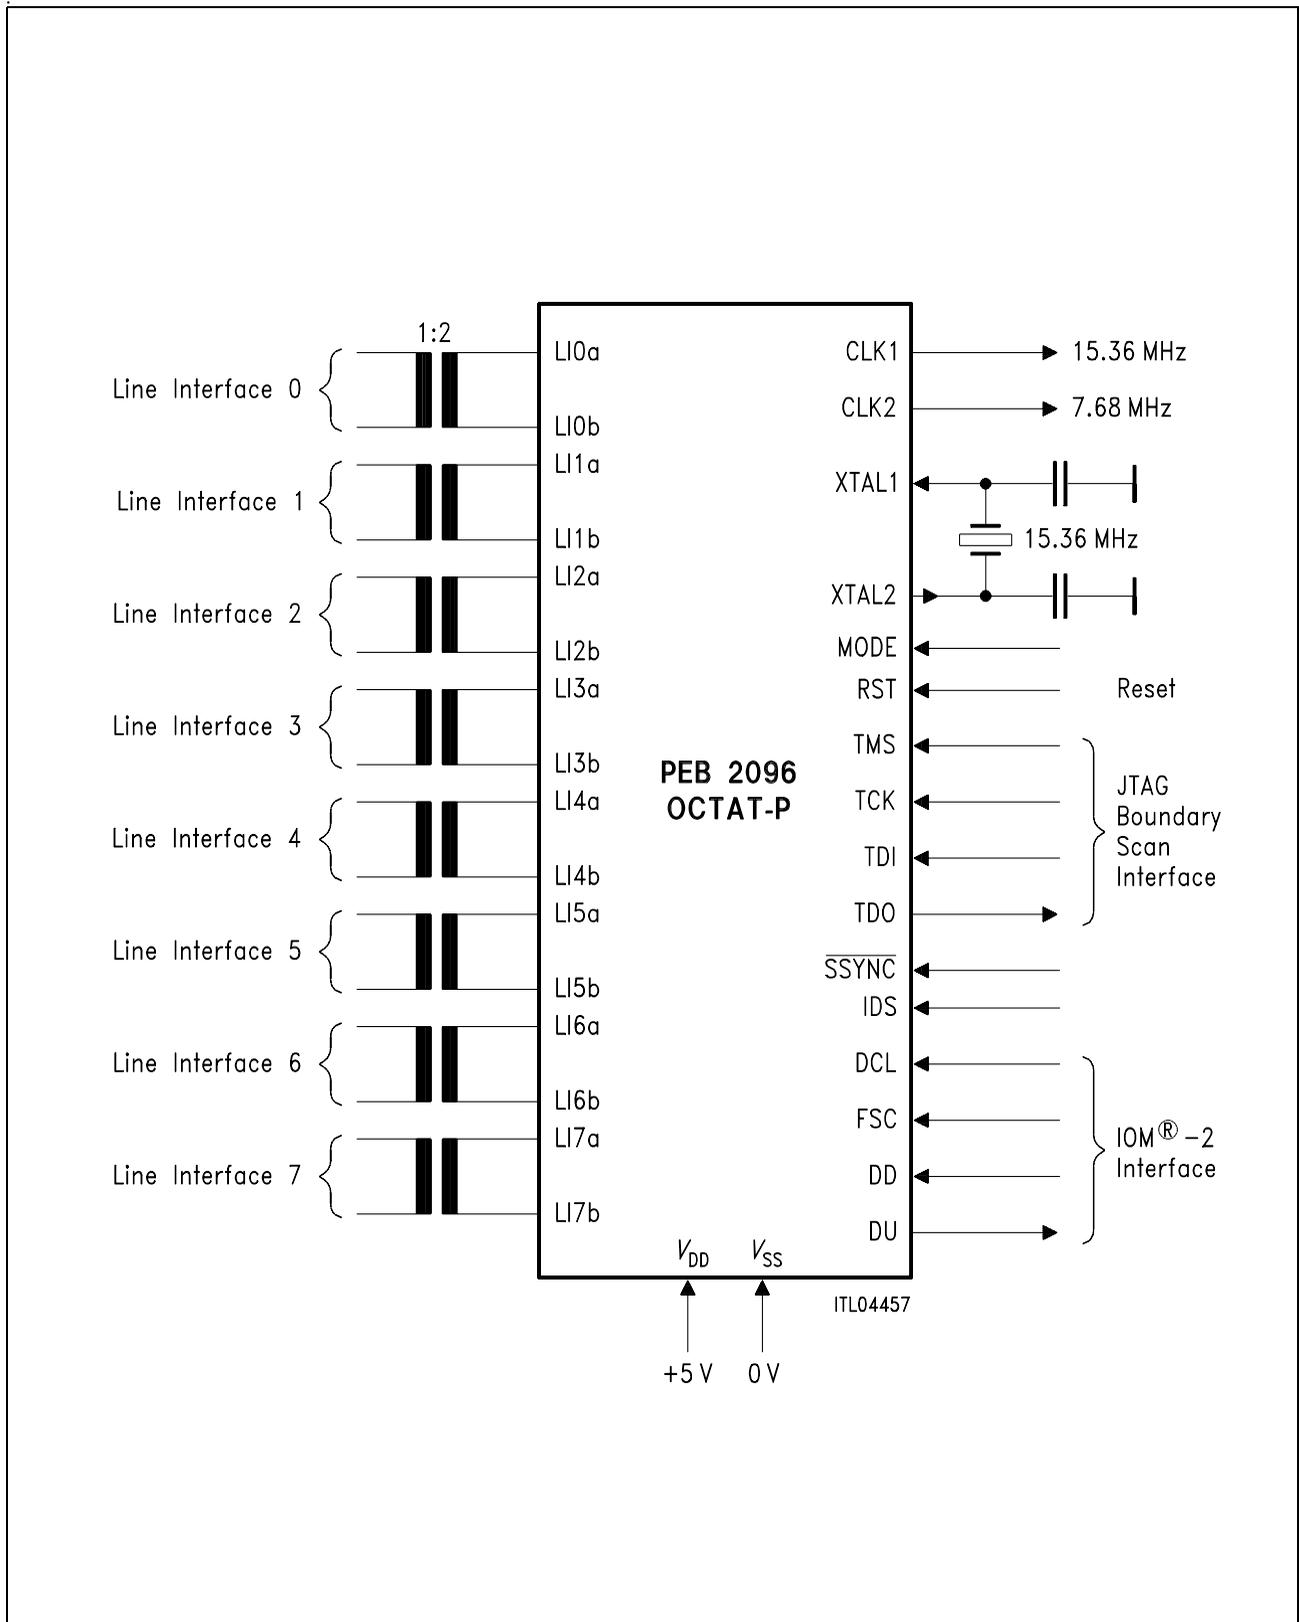 1:2
Line Interface 0
Line Interface 1
Line Interface 2
Line Interface 3
Line Interface 4
Line Interface 5
Line Interface 6
Line Interface 7
LI0a
LI0b
LI1a
LI1b
LI2a
LI2b
LI3a
LI3b
LI4a
LI4b
LI5a
LI5b
LI6a
LI6b
LI7a
LI7b
PEB 2096
OCTAT-P
CLK1
CLK2
XTAL1
XTAL2
MODE
RST
TMS
TCK
TDI
TDO
S̅S̅Y̅N̅C̅
IDS
DCL
FSC
DD
DU
15.36 MHz
7.68 MHz
15.36 MHz
Reset
JTAG
Boundary
Scan
Interface
IOM®-2
Interface
VDD
VSS
ITL04457
+5 V
0 V